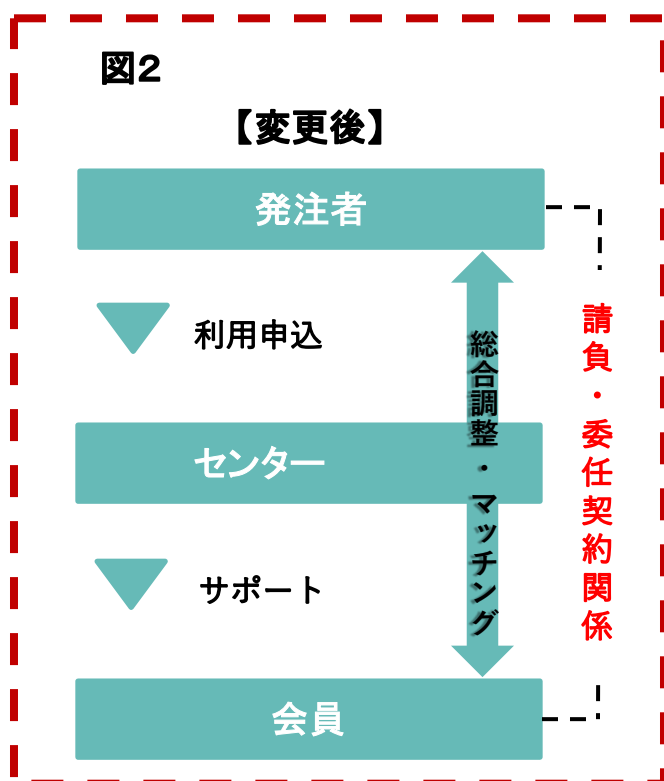 図2
【変更後】
発注者
利用申込
総合調整・マッチング
請負・委任契約関係
センター
サポート
会員